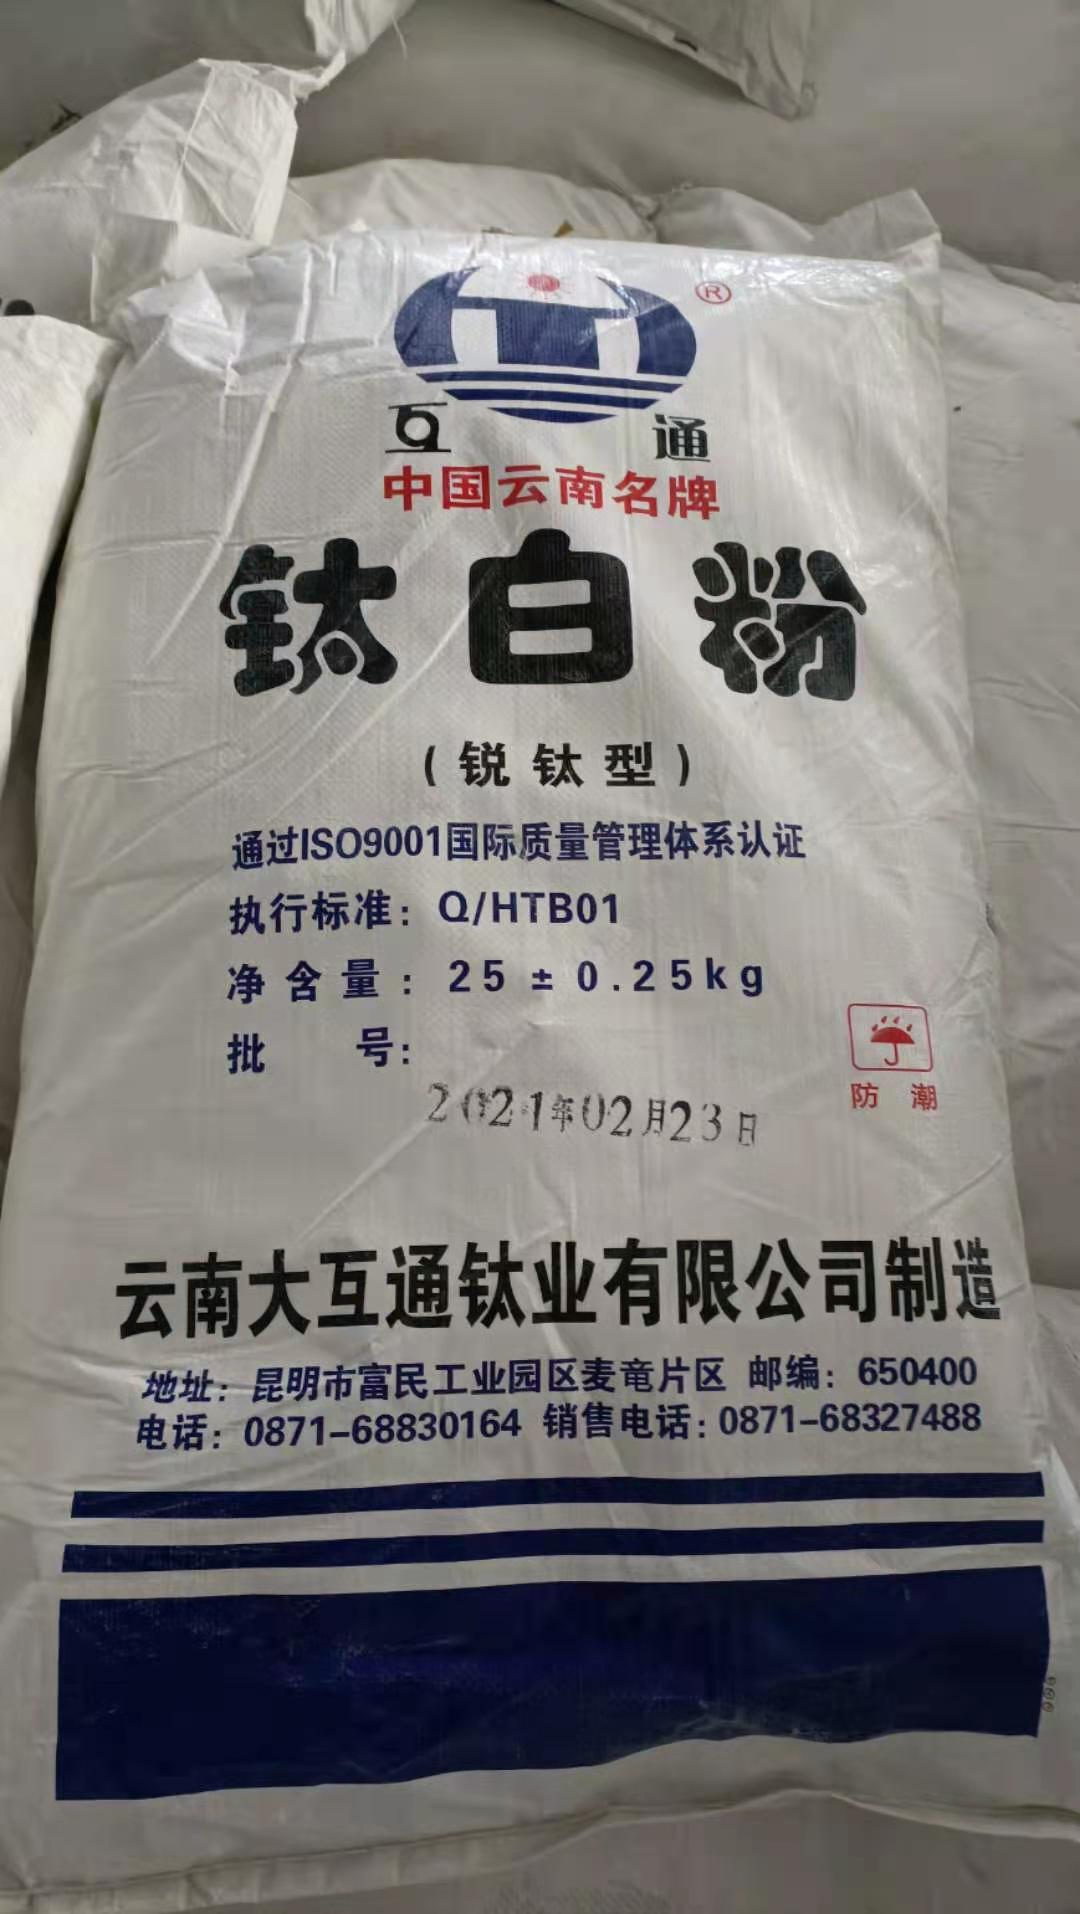 ®
互通
中国云南名牌
钛白粉
(锐钛型)
通过ISO9001国际质量管理体系认证
执行标准: Q/HTB01
净含量: 25±0.25kg
批号:
2021年02月23日
防潮
云南大互通钛业有限公司制造
地址: 昆明市富民工业园区麦竜片区 邮编: 650400
电话: 0871-68830164 销售电话: 0871-68327488